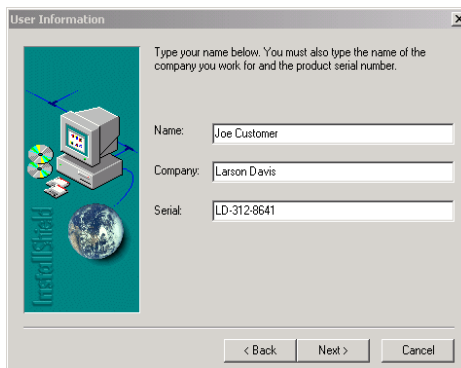 User Information
Type your name below. You must also type the name of the
company you work for and the product serial number.
Name:
Joe Customer
Company:
Larson Davis
Serial:
LD-312-8641
InstallShield
< Back
Next >
Cancel